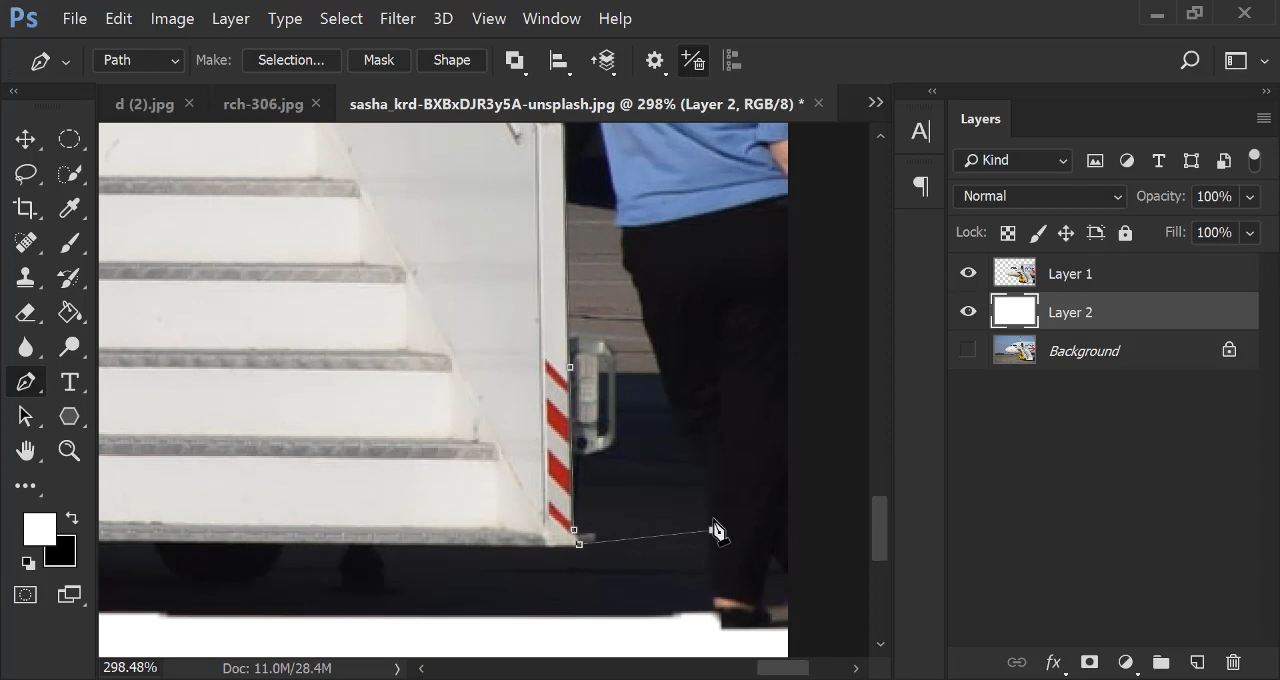 Ps File Edit Image Layer Type Select Filter 3D View Window Help
Path Make: Selection... Mask Shape
d (2).jpg × rch-306.jpg × sasha_krd-BXBxDJR3y5A-unsplash.jpg @ 298% (Layer 2, RGB/8) * ×
Layers
Kind
Normal Opacity: 100%
Lock: Fill: 100%
Layer 1
Layer 2
Background
298.48% Doc: 11.0M/28.4M